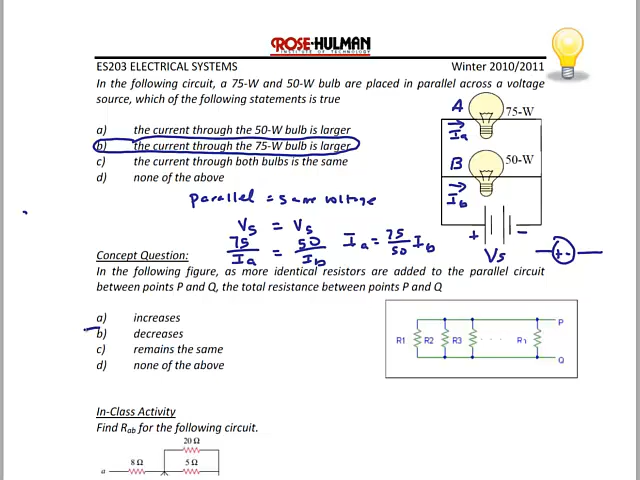 ROSE-HULMAN
INSTITUTE OF TECHNOLOGY
ES203 ELECTRICAL SYSTEMS Winter 2010/2011
In the following circuit, a 75-W and 50-W bulb are placed in parallel across a voltage
source, which of the following statements is true
a) the current through the 50-W bulb is larger
b) the current through the 75-W bulb is larger
c) the current through both bulbs is the same
d) none of the above
A 75-W
Ia
B 50-W
Ib
+ -
Vs
+ -
Parallel = same voltage
Vs = Vs
75/Ia = 50/Ib Ia = 75/50 Ib
Concept Question:
In the following figure, as more identical resistors are added to the parallel circuit
between points P and Q, the total resistance between points P and Q
a) increases
b) decreases
c) remains the same
d) none of the above
P
R1 R2 R3 · · · R
Q
In-Class Activity
Find Rab for the following circuit.
20 Ω
8 Ω 5 Ω
a